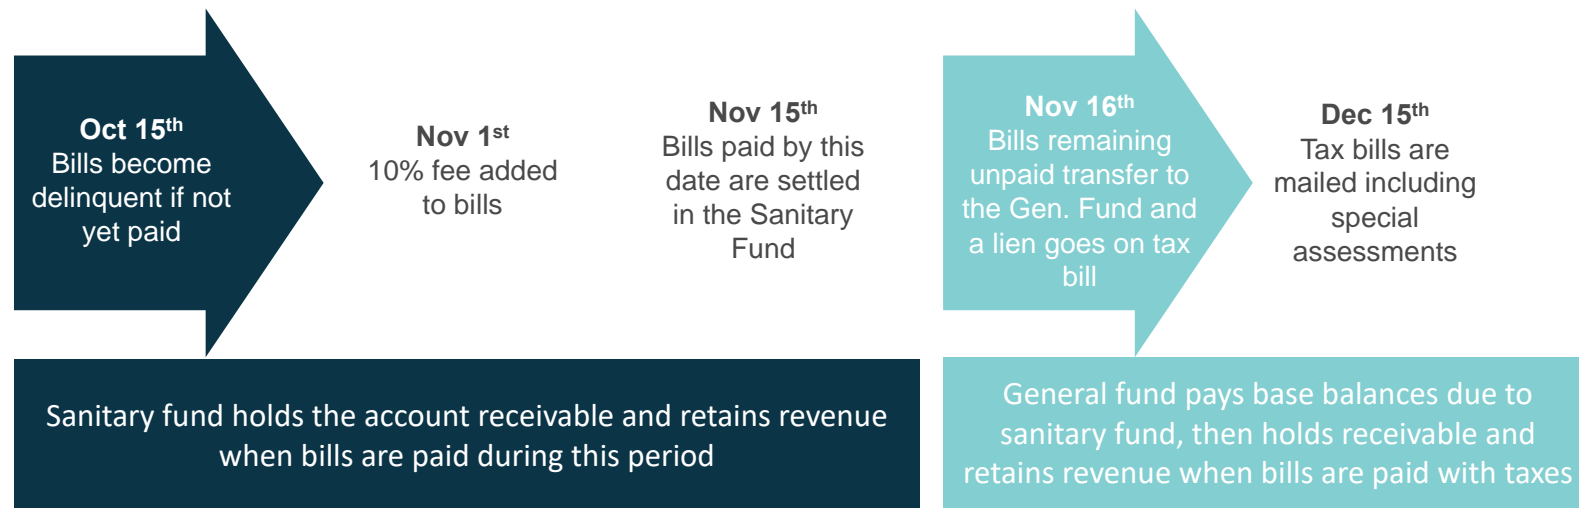 Oct 15th
Bills become
delinquent if not
yet paid
Nov 1st
10% fee added
to bills
Nov 15th
Bills paid by this
date are settled
in the Sanitary
Fund
Nov 16th
Bills remaining
unpaid transfer to
the Gen. Fund and
a lien goes on tax
bill
Dec 15th
Tax bills are
mailed including
special
assessments
Sanitary fund holds the account receivable and retains revenue
when bills are paid during this period
General fund pays base balances due to
sanitary fund, then holds receivable and
retains revenue when bills are paid with taxes